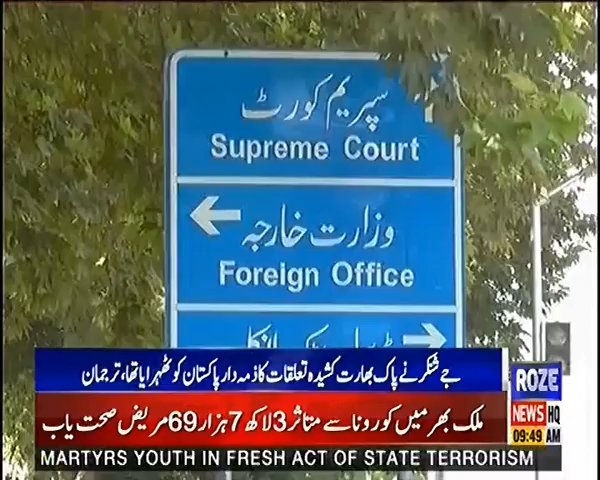 سپریم کورٹ
Supreme Court
وزارت خارجہ
Foreign Office
جے شنکر نے پاک بھارت کشیدہ تعلقات کا ذمہ دار پاکستان کو ٹھہرایا تھا، ترجمان
ملک بھر میں کورونا سے متاثر 3 لاکھ 7 ہزار 69 مریض صحت یاب
ROZE
NEWS HQ
09:49 AM
MARTYRS YOUTH IN FRESH ACT OF STATE TERRORISM